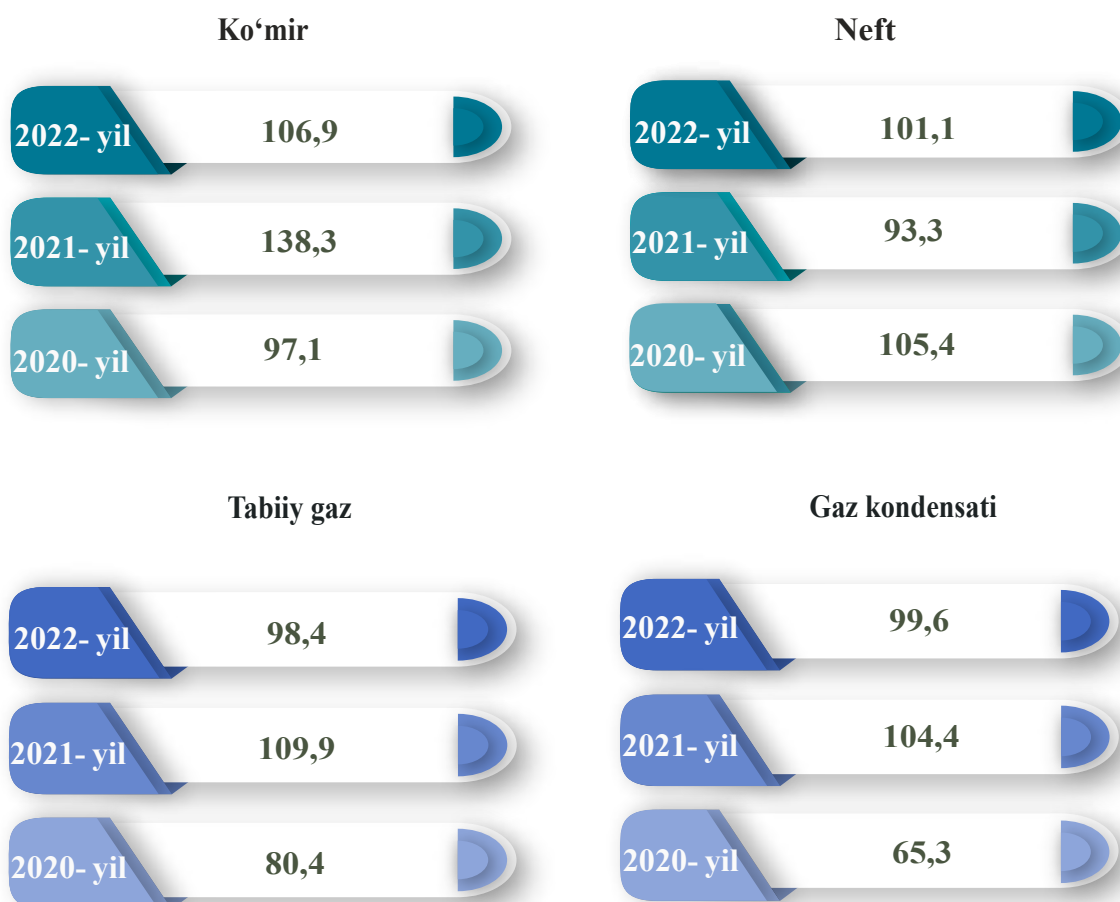 Ko‘mir
2022- yil 106,9
2021- yil 138,3
2020- yil 97,1
Neft
2022- yil 101,1
2021- yil 93,3
2020- yil 105,4
Tabiiy gaz
2022- yil 98,4
2021- yil 109,9
2020- yil 80,4
Gaz kondensati
2022- yil 99,6
2021- yil 104,4
2020- yil 65,3